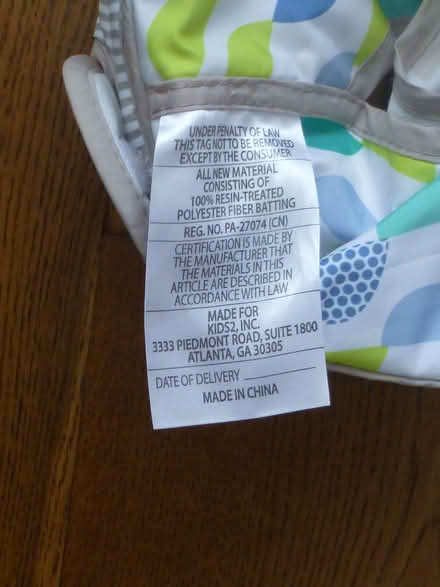 UNDER PENALTY OF LAW
THIS TAG NOT TO BE REMOVED
EXCEPT BY THE CONSUMER
ALL NEW MATERIAL
CONSISTING OF
100% RESIN-TREATED
POLYESTER FIBER BATTING
REG. NO. PA-27074 (CN)
CERTIFICATION IS MADE BY
THE MANUFACTURER THAT
THE MATERIALS IN THIS
ARTICLE ARE DESCRIBED IN
ACCORDANCE WITH LAW
MADE FOR
KIDS2, INC.
3333 PIEDMONT ROAD, SUITE 1800
ATLANTA, GA 30305
DATE OF DELIVERY
MADE IN CHINA